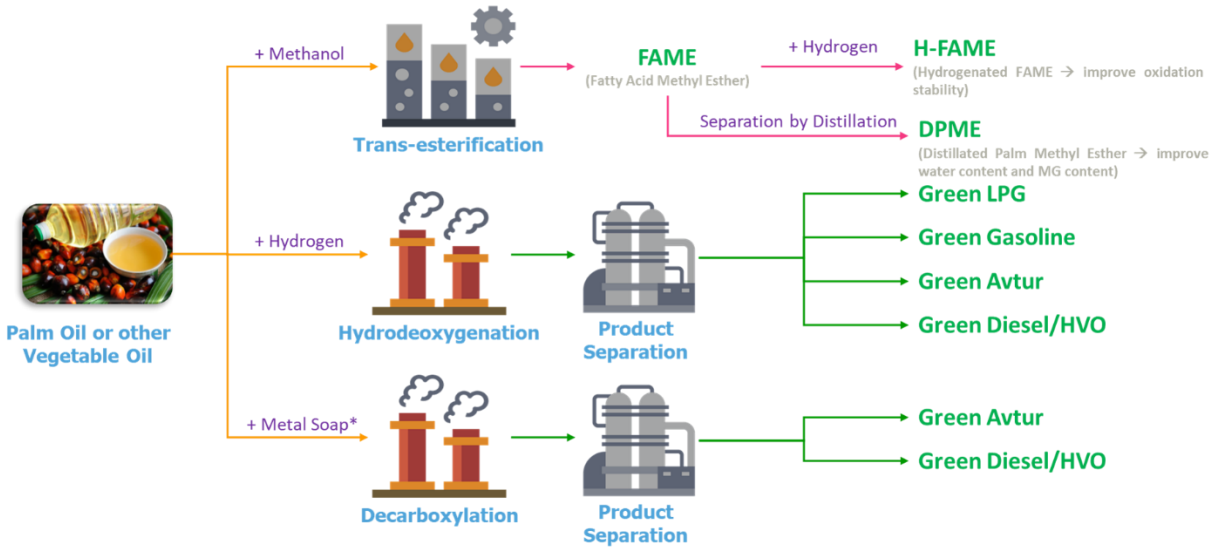 + Methanol
Trans-esterification
FAME
(Fatty Acid Methyl Esther)
+ Hydrogen
H-FAME
(Hydrogenated FAME → improve oxidation
stability)
Separation by Distillation
DPME
(Distillated Palm Methyl Esther → improve
water content and MG content)
Palm Oil or other
Vegetable Oil
+ Hydrogen
Hydrodeoxygenation
Product
Separation
Green LPG
Green Gasoline
Green Avtur
Green Diesel/HVO
+ Metal Soap*
Decarboxylation
Product
Separation
Green Avtur
Green Diesel/HVO